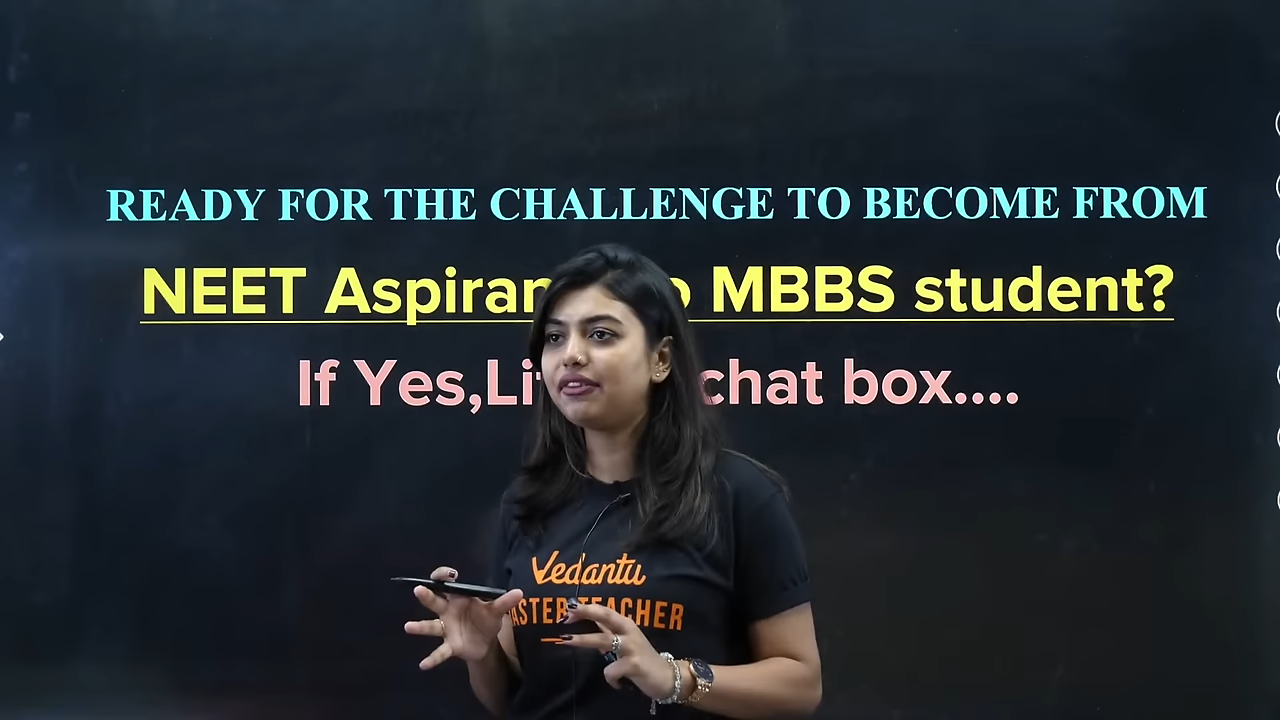 READY FOR THE CHALLENGE TO BECOME FROM
NEET MBBS student?
If Yes, chat box....
Vedantu
TEACHER